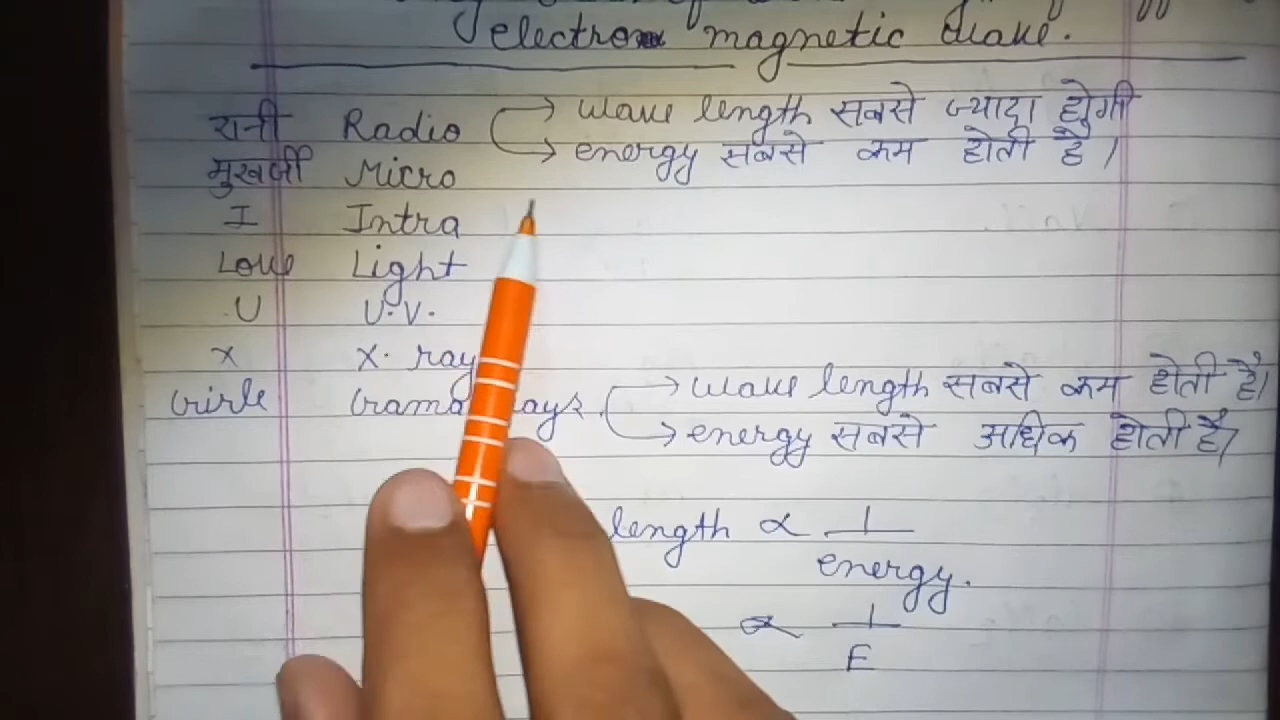 electro magnetic wave.
रानी Radio → wave length सबसे ज्यादा होगी
→ energy सबसे कम होती है।
मुखर्जी Micro
I Intra
Love Light
U U.V.
X X. ray
Girle Gama rays. → wave length सबसे कम होती है।
→ energy सबसे अधिक होती है।
length ∝ 1
energy.
∝ 1
E